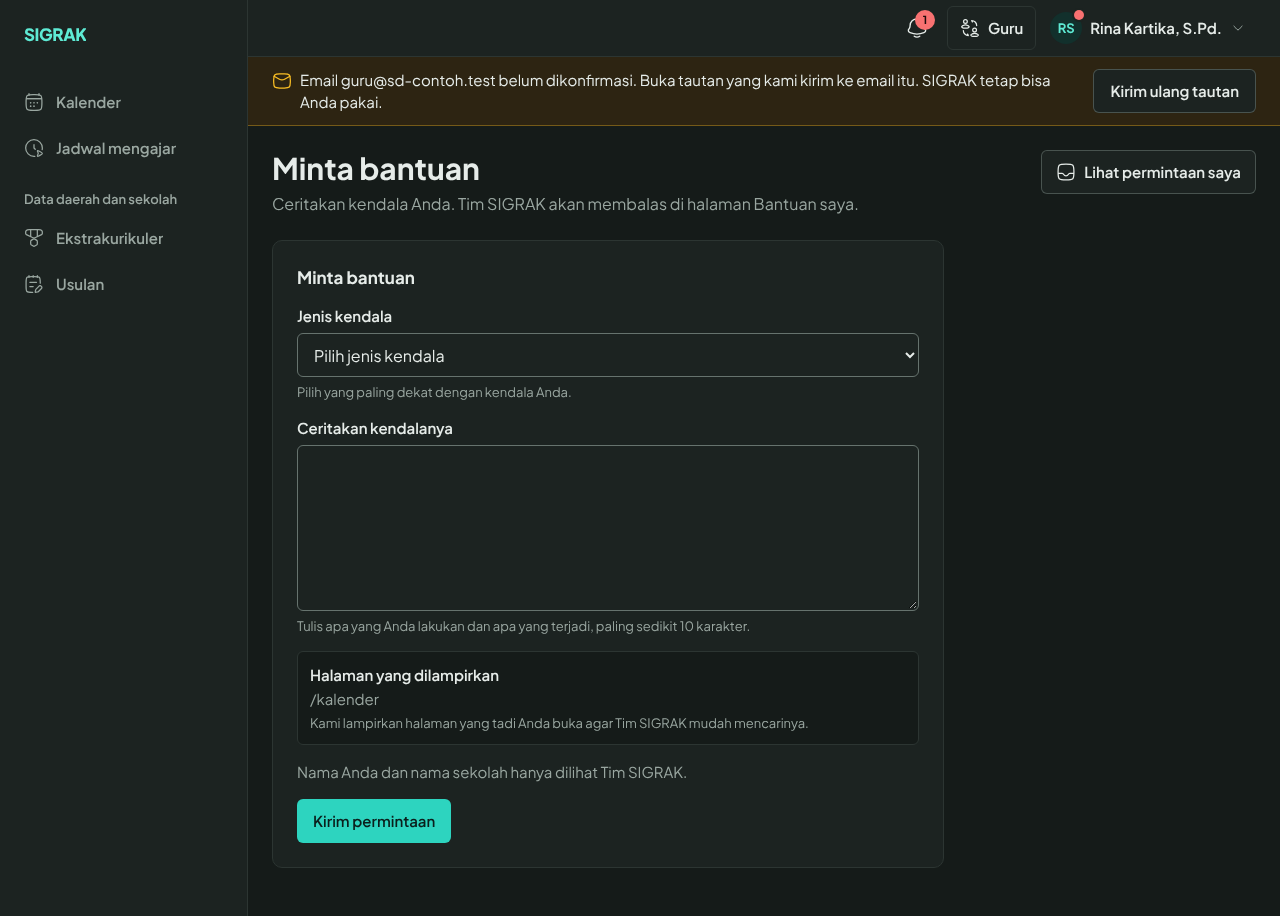 SIGRAK
Kalender
Jadwal mengajar
Data daerah dan sekolah
Ekstrakurikuler
Usulan
1
Guru
RS
Rina Kartika, S.Pd.
Email guru@sd-contoh.test belum dikonfirmasi. Buka tautan yang kami kirim ke email itu. SIGRAK tetap bisa
Anda pakai.
Kirim ulang tautan
Minta bantuan
Ceritakan kendala Anda. Tim SIGRAK akan membalas di halaman Bantuan saya.
Lihat permintaan saya
Minta bantuan
Jenis kendala
Pilih jenis kendala
Pilih yang paling dekat dengan kendala Anda.
Ceritakan kendalanya
Tulis apa yang Anda lakukan dan apa yang terjadi, paling sedikit 10 karakter.
Halaman yang dilampirkan
/kalender
Kami lampirkan halaman yang tadi Anda buka agar Tim SIGRAK mudah mencarinya.
Nama Anda dan nama sekolah hanya dilihat Tim SIGRAK.
Kirim permintaan